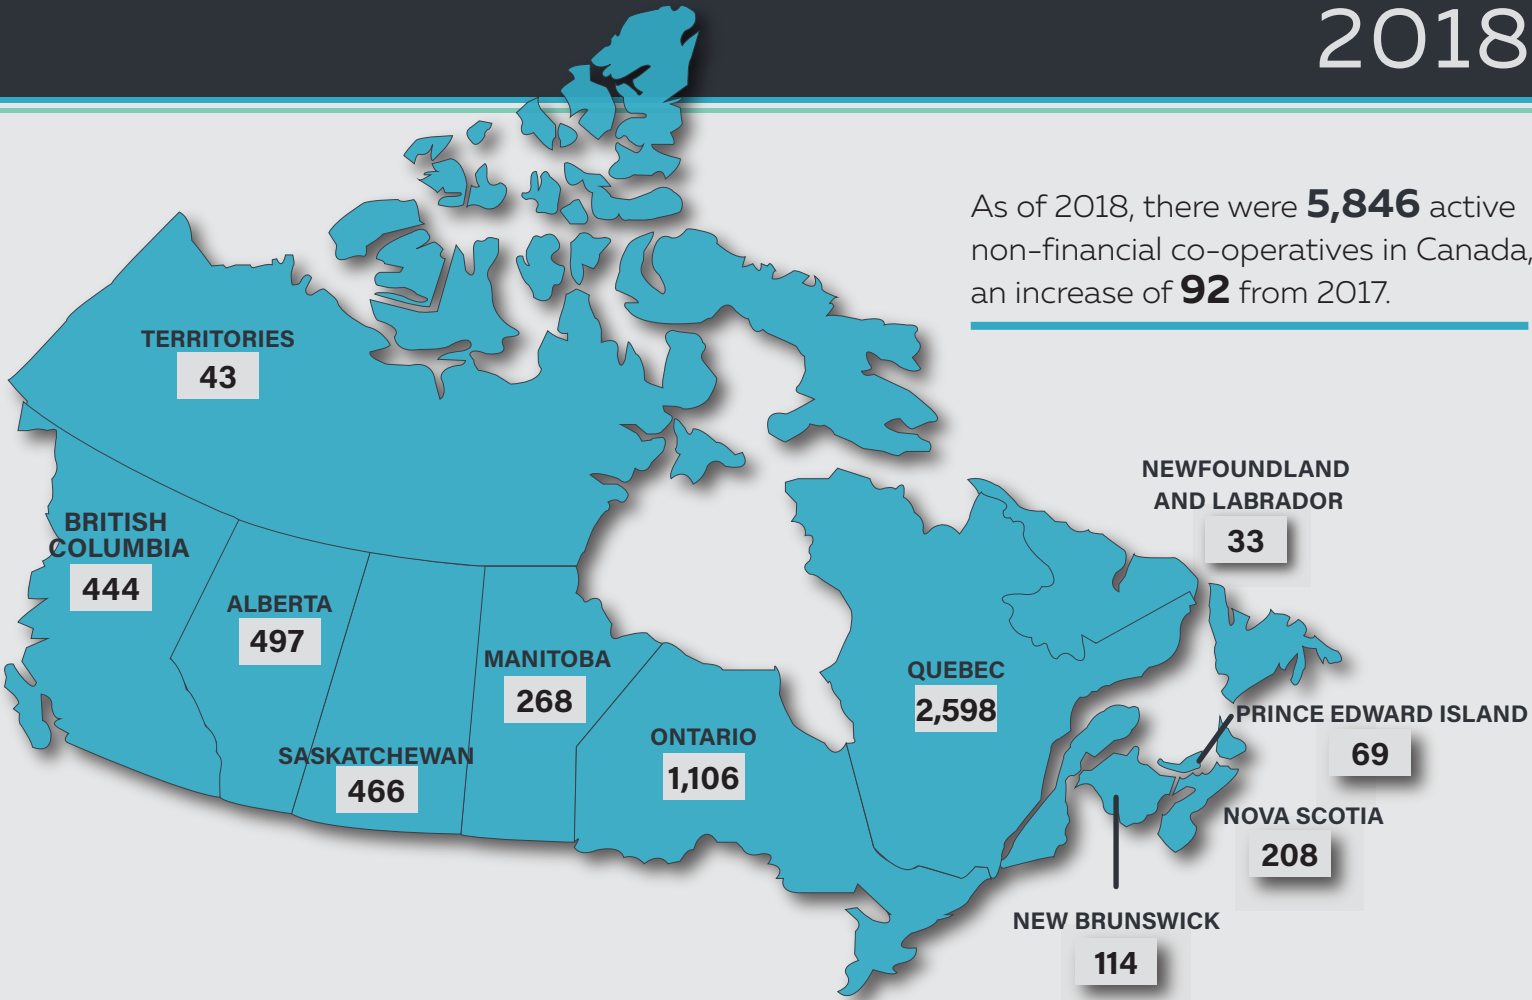 2018
As of 2018, there were 5,846 active
non-financial co-operatives in Canada,
an increase of 92 from 2017.
TERRITORIES
43
BRITISH
COLUMBIA
444
ALBERTA
497
SASKATCHEWAN
466
MANITOBA
268
ONTARIO
1,106
QUEBEC
2,598
NEWFOUNDLAND
AND LABRADOR
33
PRINCE EDWARD ISLAND
69
NOVA SCOTIA
208
NEW BRUNSWICK
114